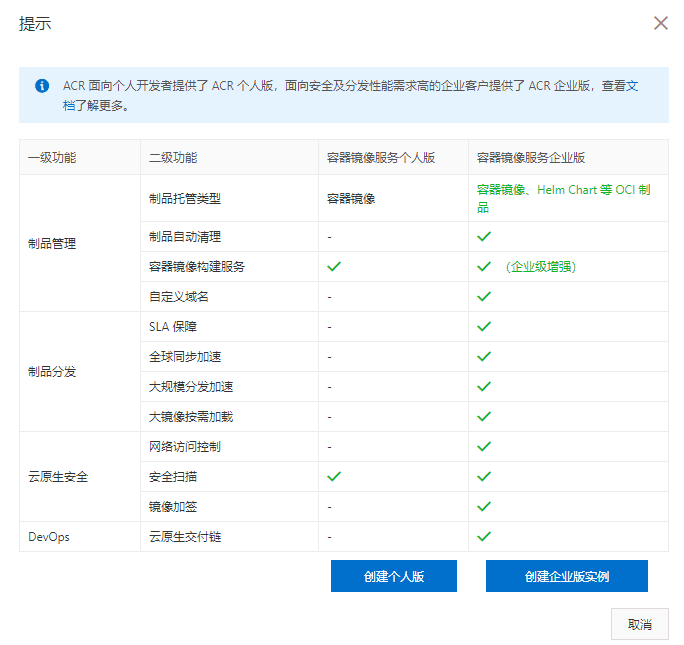 提示
ACR 面向个人开发者提供了 ACR 个人版，面向安全及分发性能需求高的企业客户提供了 ACR 企业版，查看文
档了解更多。
一级功能 二级功能 容器镜像服务个人版 容器镜像服务企业版
制品管理
制品托管类型 容器镜像 容器镜像、Helm Chart 等 OCI 制
品
制品自动清理 - ✓
容器镜像构建服务 ✓ ✓ （企业级增强）
自定义域名 - ✓
制品分发
SLA 保障 - ✓
全球同步加速 - ✓
大规模分发加速 - ✓
大镜像按需加载 - ✓
云原生安全
网络访问控制 - ✓
安全扫描 ✓ ✓
镜像加签 - ✓
DevOps 云原生交付链 - ✓
创建个人版 创建企业版实例
取消